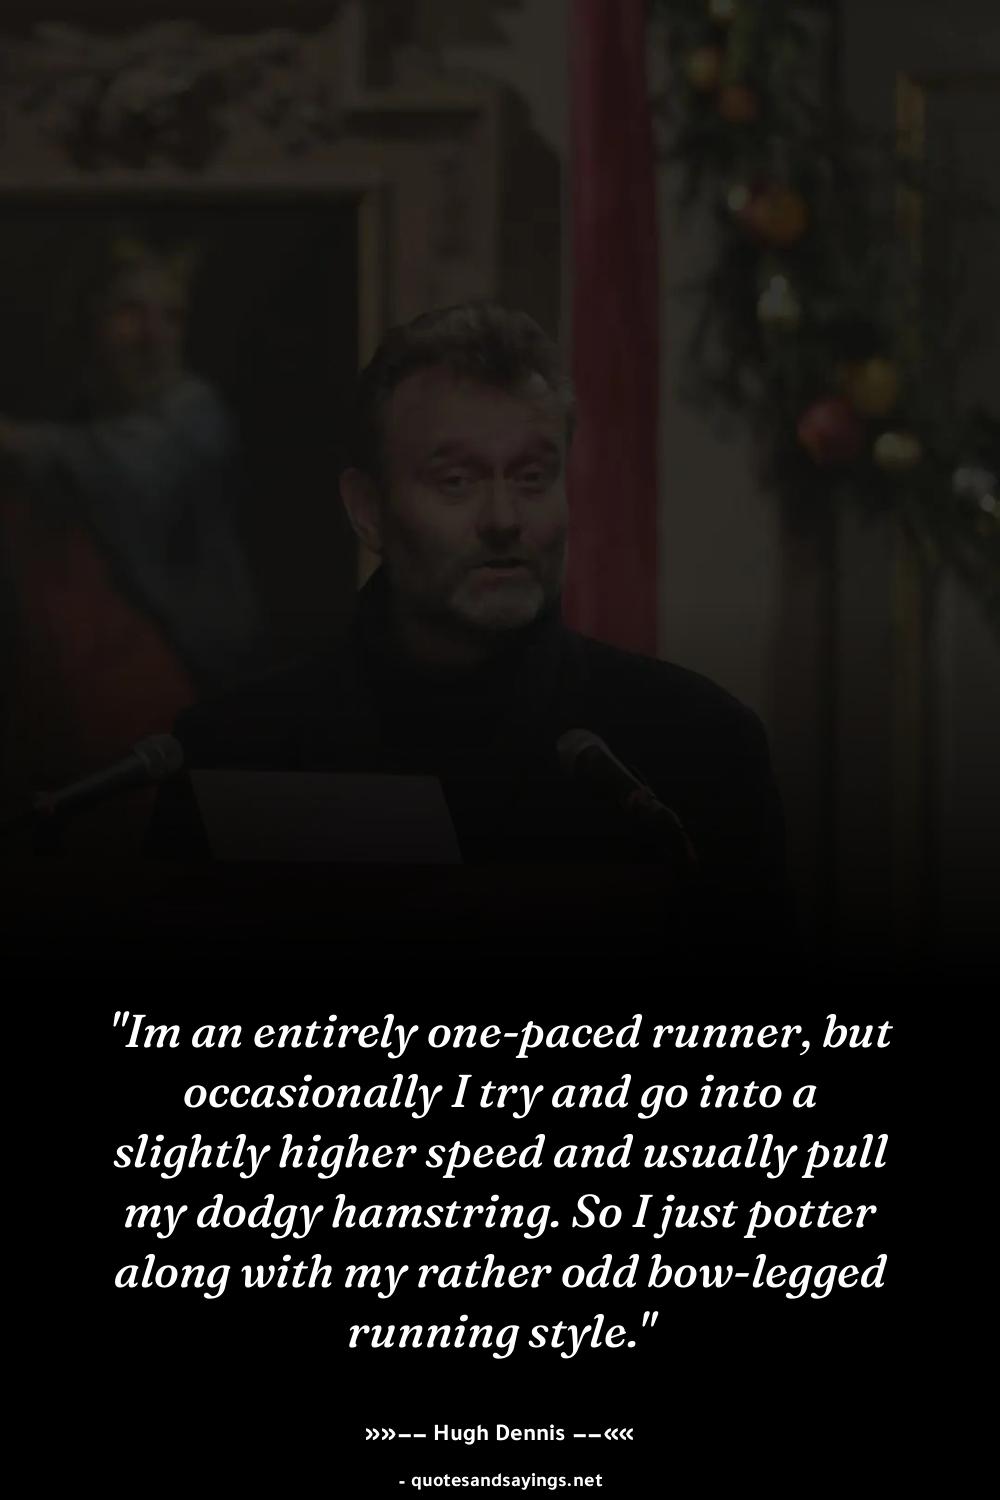 "Im an entirely one-paced runner, but
occasionally I try and go into a
slightly higher speed and usually pull
my dodgy hamstring. So I just potter
along with my rather odd bow-legged
running style."
»»−− Hugh Dennis −−««
- quotesandsayings.net